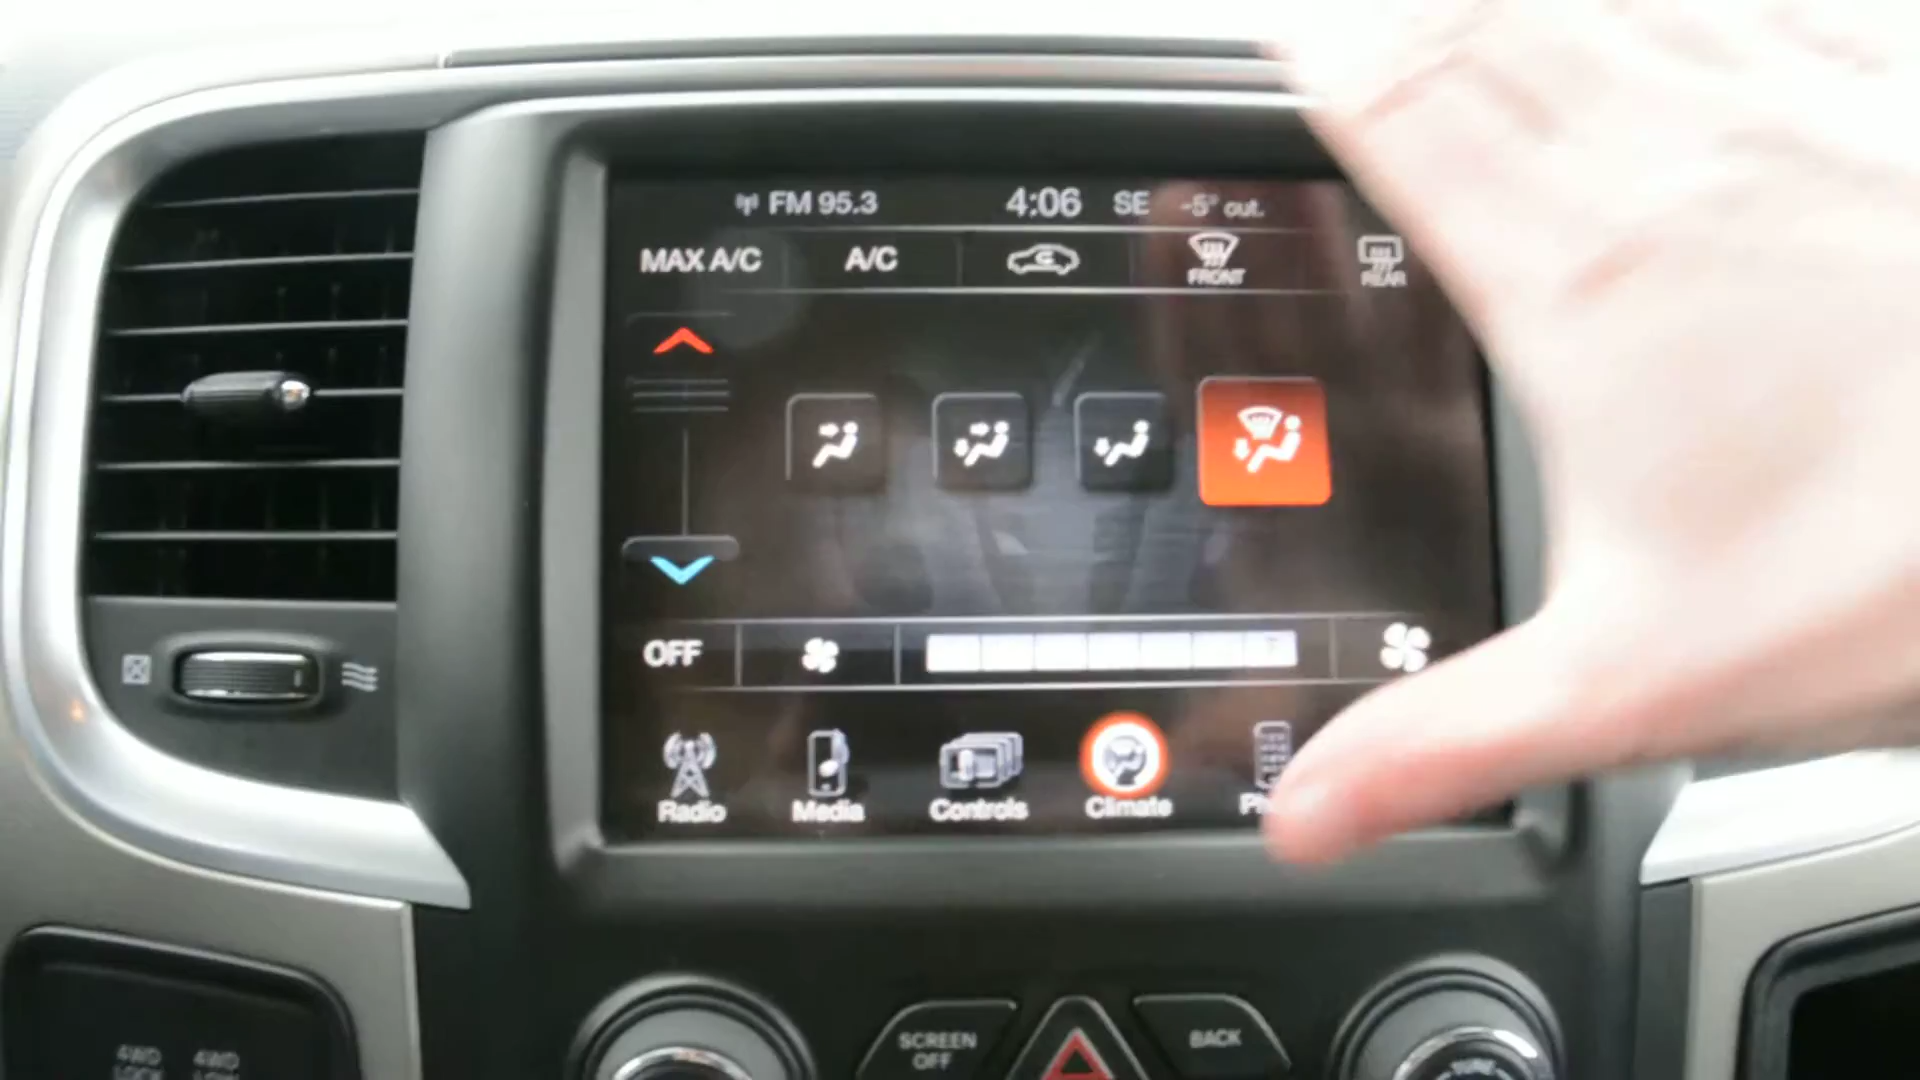 FM 95.3 4:06 SE -5° out.
MAX A/C A/C FRONT REAR
OFF
Radio Media Controls Climate
SCREEN
OFF
BACK
4WD
LOCK
4WD
TUNE